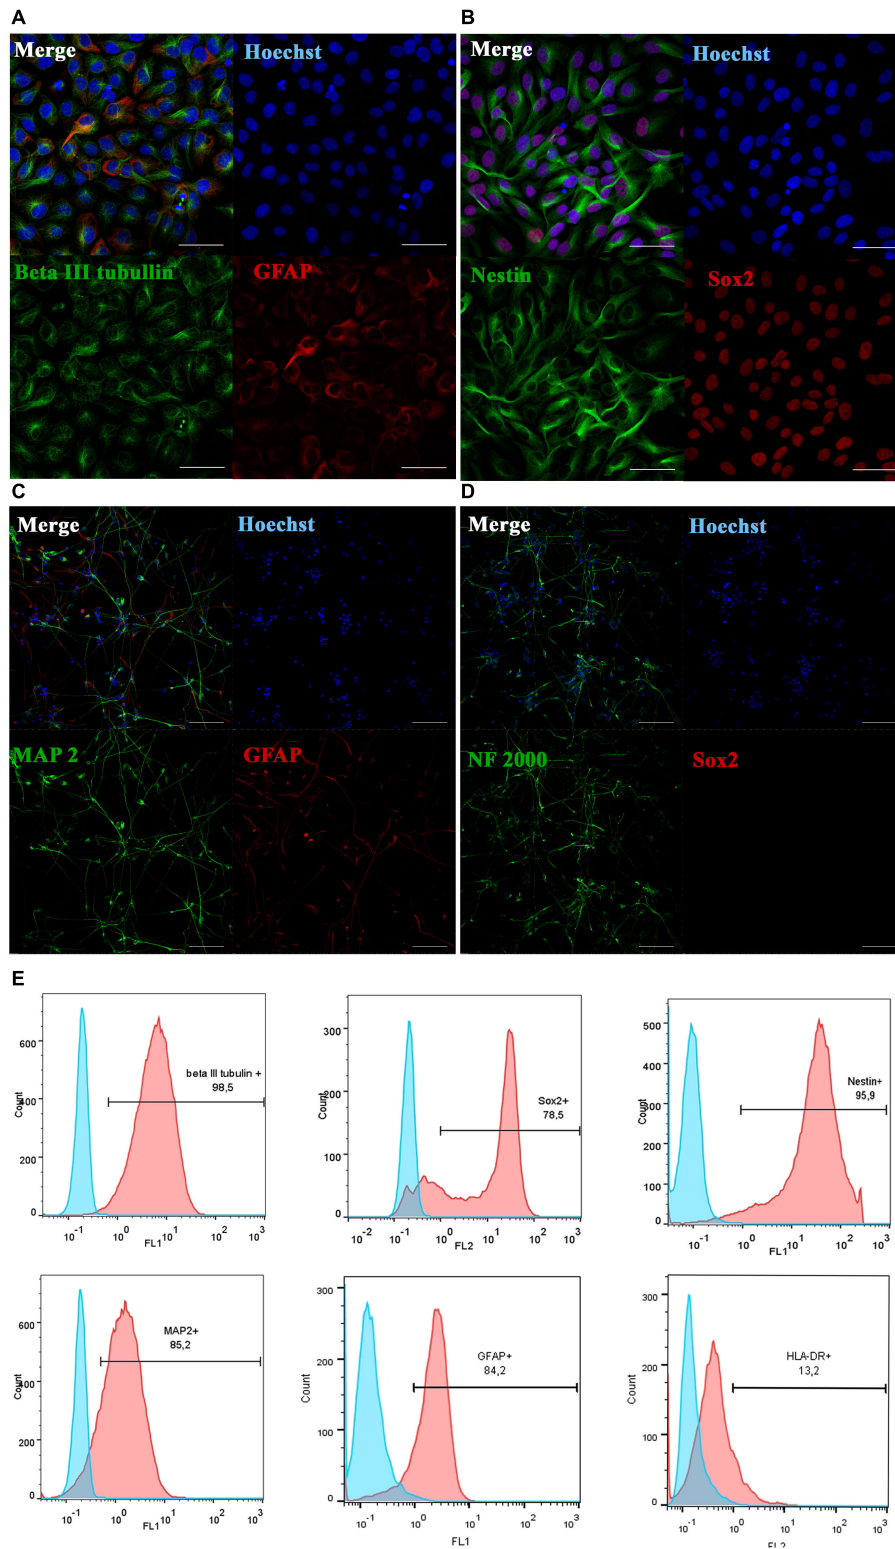 A
Merge
Hoechst
Beta III tubullin
GFAP
B
Merge
Hoechst
Nestin
Sox2
C
Merge
Hoechst
MAP 2
GFAP
D
Merge
Hoechst
NF 2000
Sox2
E
600
400
200
0
Count
beta III tubulin +
98,5
10-1 100 101 102 103
FL1
300
200
100
0
Count
Sox2+
78,5
10-2 10-1 100 101 102 103
FL2
500
400
300
200
100
0
Count
Nestin+
95,9
10-1 100 101 102 103
FL1
600
400
200
0
Count
MAP2+
85,2
10-1 100 101 102 103
FL1
300
200
100
0
Count
GFAP+
84,2
10-1 100 101 102 103
FL1
300
200
100
0
Count
HLA-DR+
13,2
10-1 100 101 102 103
FL2